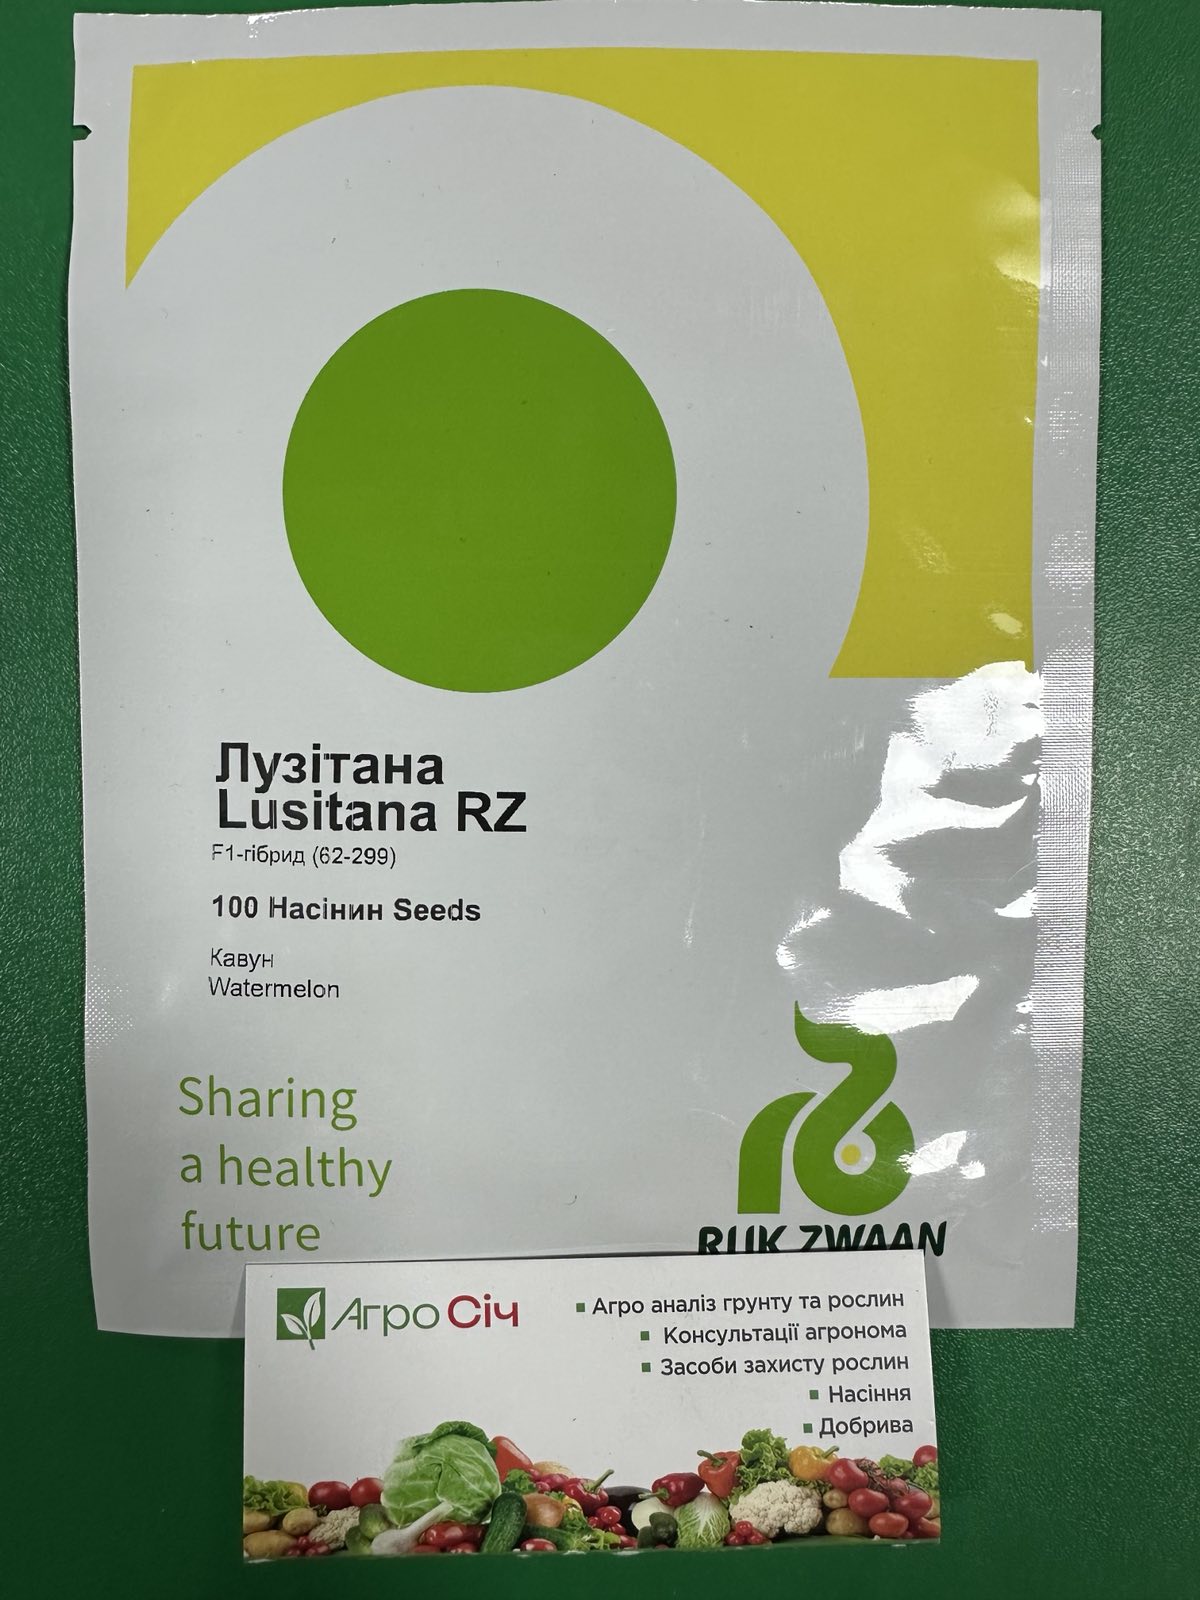 Лузітана
Lusitana RZ
F1-гібрид (62-299)
100 Насінин Seeds
Кавун
Watermelon
Sharing
a healthy
future
RIJK ZWAAN
Агро Січ
▪ Агро аналіз грунту та рослин
▪ Консультації агронома
▪ Засоби захисту рослин
▪ Насіння
▪ Добрива